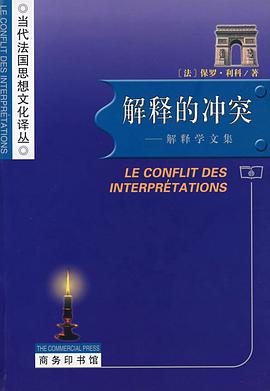 LE CONFLIT DES INTERPRÉTATIONS
◎当代法国思想文化译丛◎
〔法〕保罗·利科/著
解释的冲突
——解释学文集
LE CONFLIT DES
INTERPRÉTATIONS
THE COMMERCIAL PRESS
商务印书馆